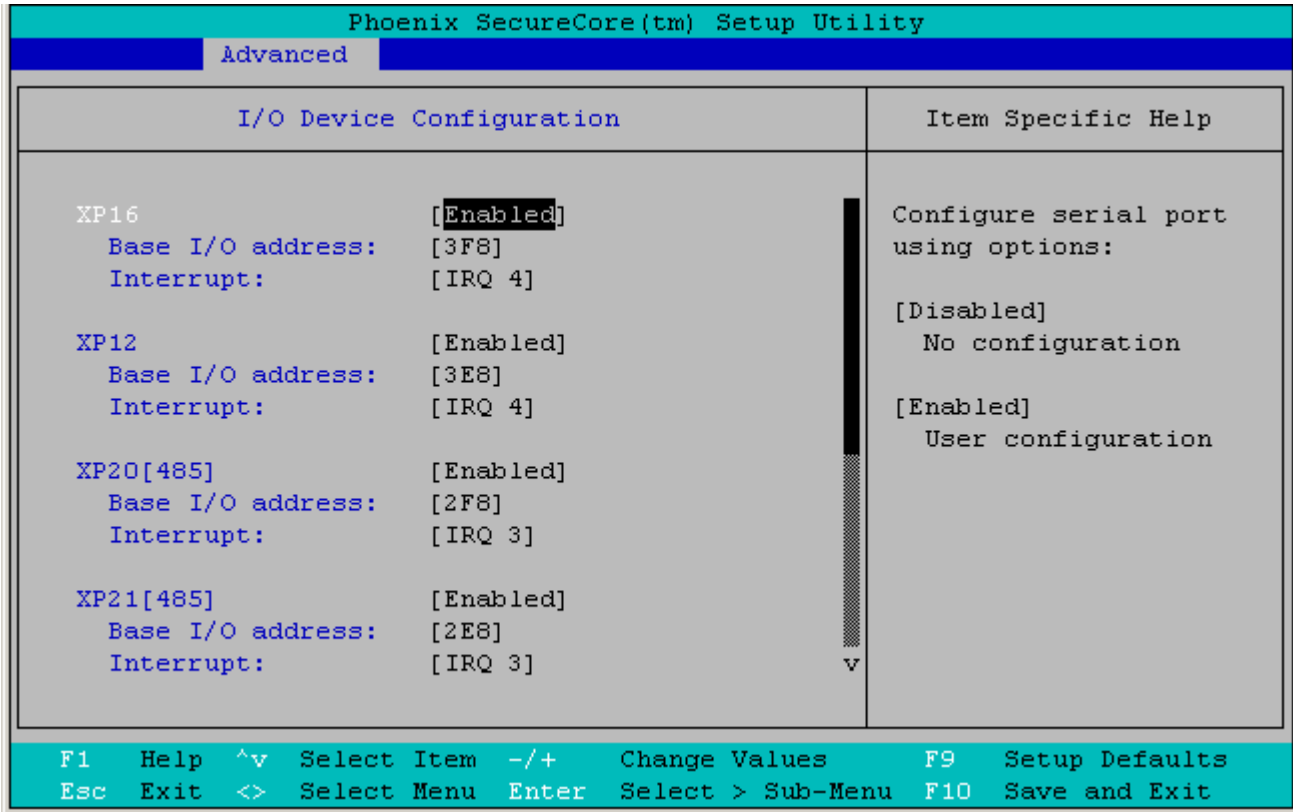 Phoenix SecureCore(tm) Setup Utility
Advanced
I/O Device Configuration
XP16 [Enabled]
Base I/O address: [3F8]
Interrupt: [IRQ 4]
XP12 [Enabled]
Base I/O address: [3E8]
Interrupt: [IRQ 4]
XP20[485] [Enabled]
Base I/O address: [2F8]
Interrupt: [IRQ 3]
XP21[485] [Enabled]
Base I/O address: [2E8]
Interrupt: [IRQ 3]
v
Item Specific Help
Configure serial port
using options:
[Disabled]
No configuration
[Enabled]
User configuration
F1 Help ^v Select Item -/+ Change Values F9 Setup Defaults
Esc Exit <> Select Menu Enter Select > Sub-Menu F10 Save and Exit